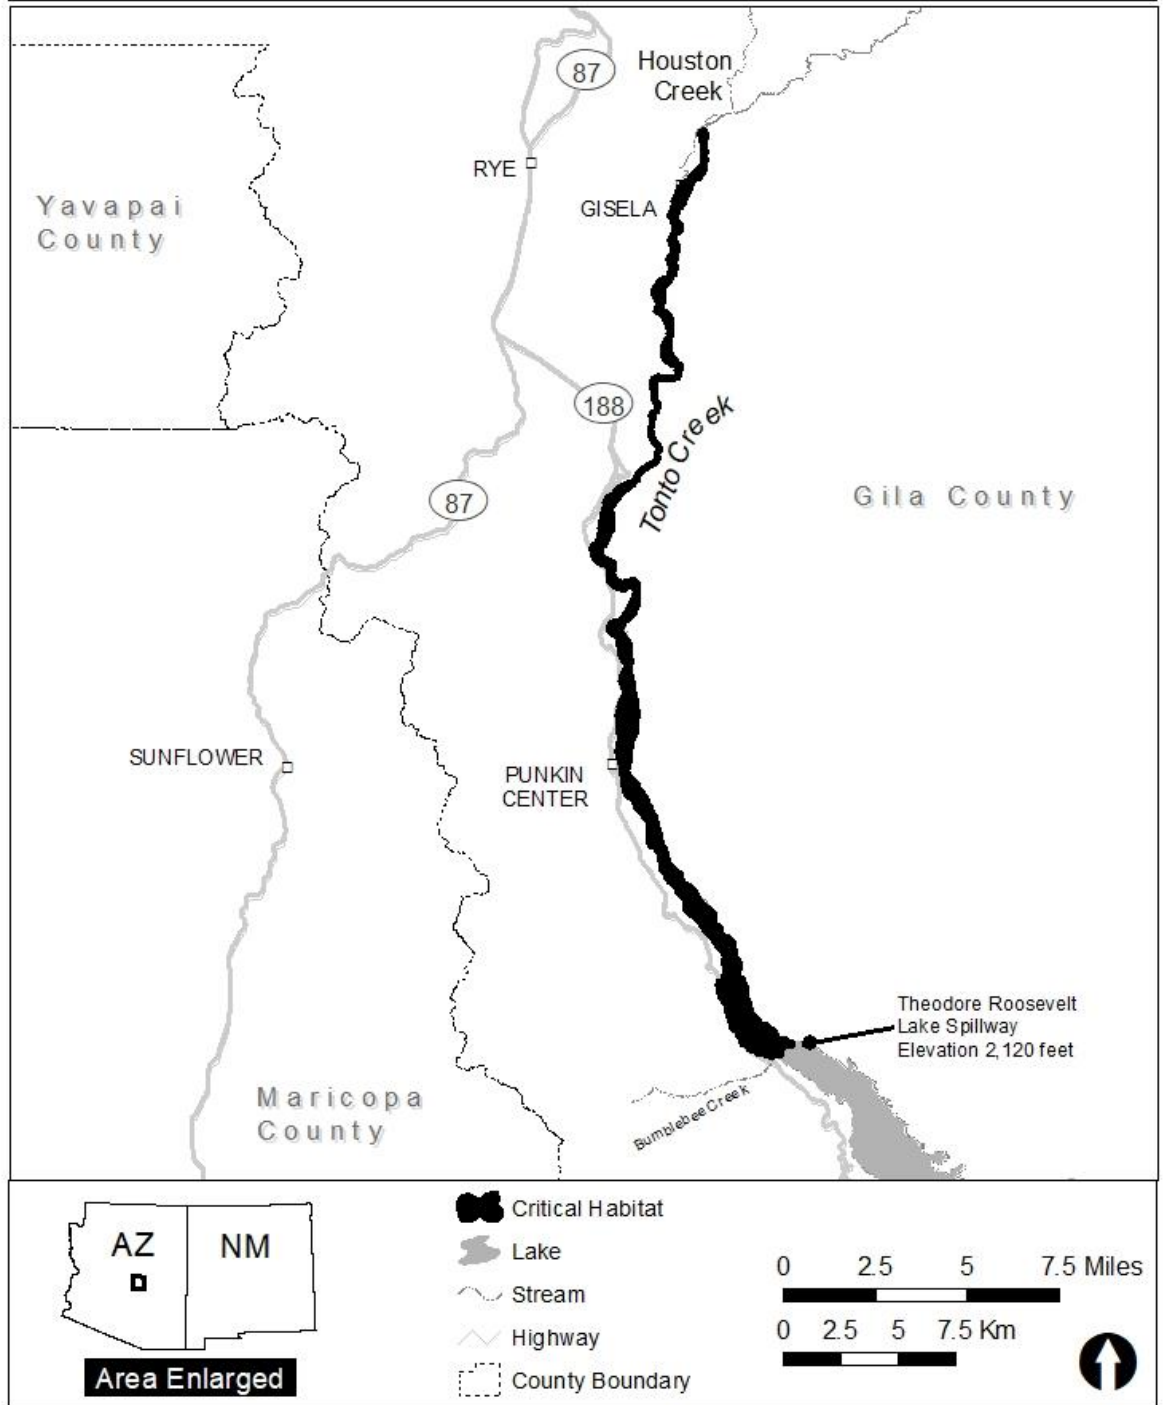 87
Houston
Creek
RYE
GISELA
Yavapai
County
188
Tonto Creek
87
Gila County
SUNFLOWER
PUNKIN
CENTER
Theodore Roosevelt
Lake Spillway
Elevation 2,120 feet
Bumblebee Creek
Maricopa
County
AZ
NM
Area Enlarged
Critical Habitat
Lake
Stream
Highway
County Boundary
0 2.5 5 7.5 Miles
0 2.5 5 7.5 Km